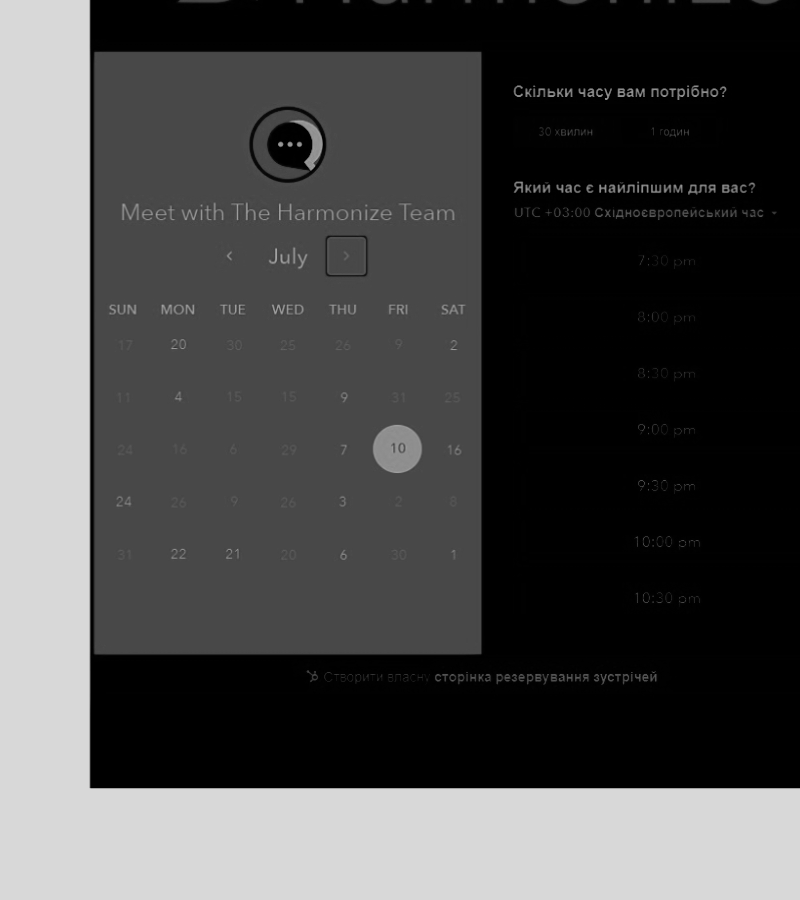 Meet with The Harmonize Team
July
SUN MON TUE WED THU FRI SAT
17 20 30 25 26 9 2
11 4 15 15 9 31 25
24 16 6 29 7 10 16
24 26 9 26 3 2 8
31 22 21 20 6 30 1
Скільки часу вам потрібно?
30 хвилин 1 годин
Який час є найліпшим для вас?
UTC +03:00 Східноєвропейський час
7:30 pm
8:00 pm
8:30 pm
9:00 pm
9:30 pm
10:00 pm
10:30 pm
Створити власну сторінка резервування зустрічей